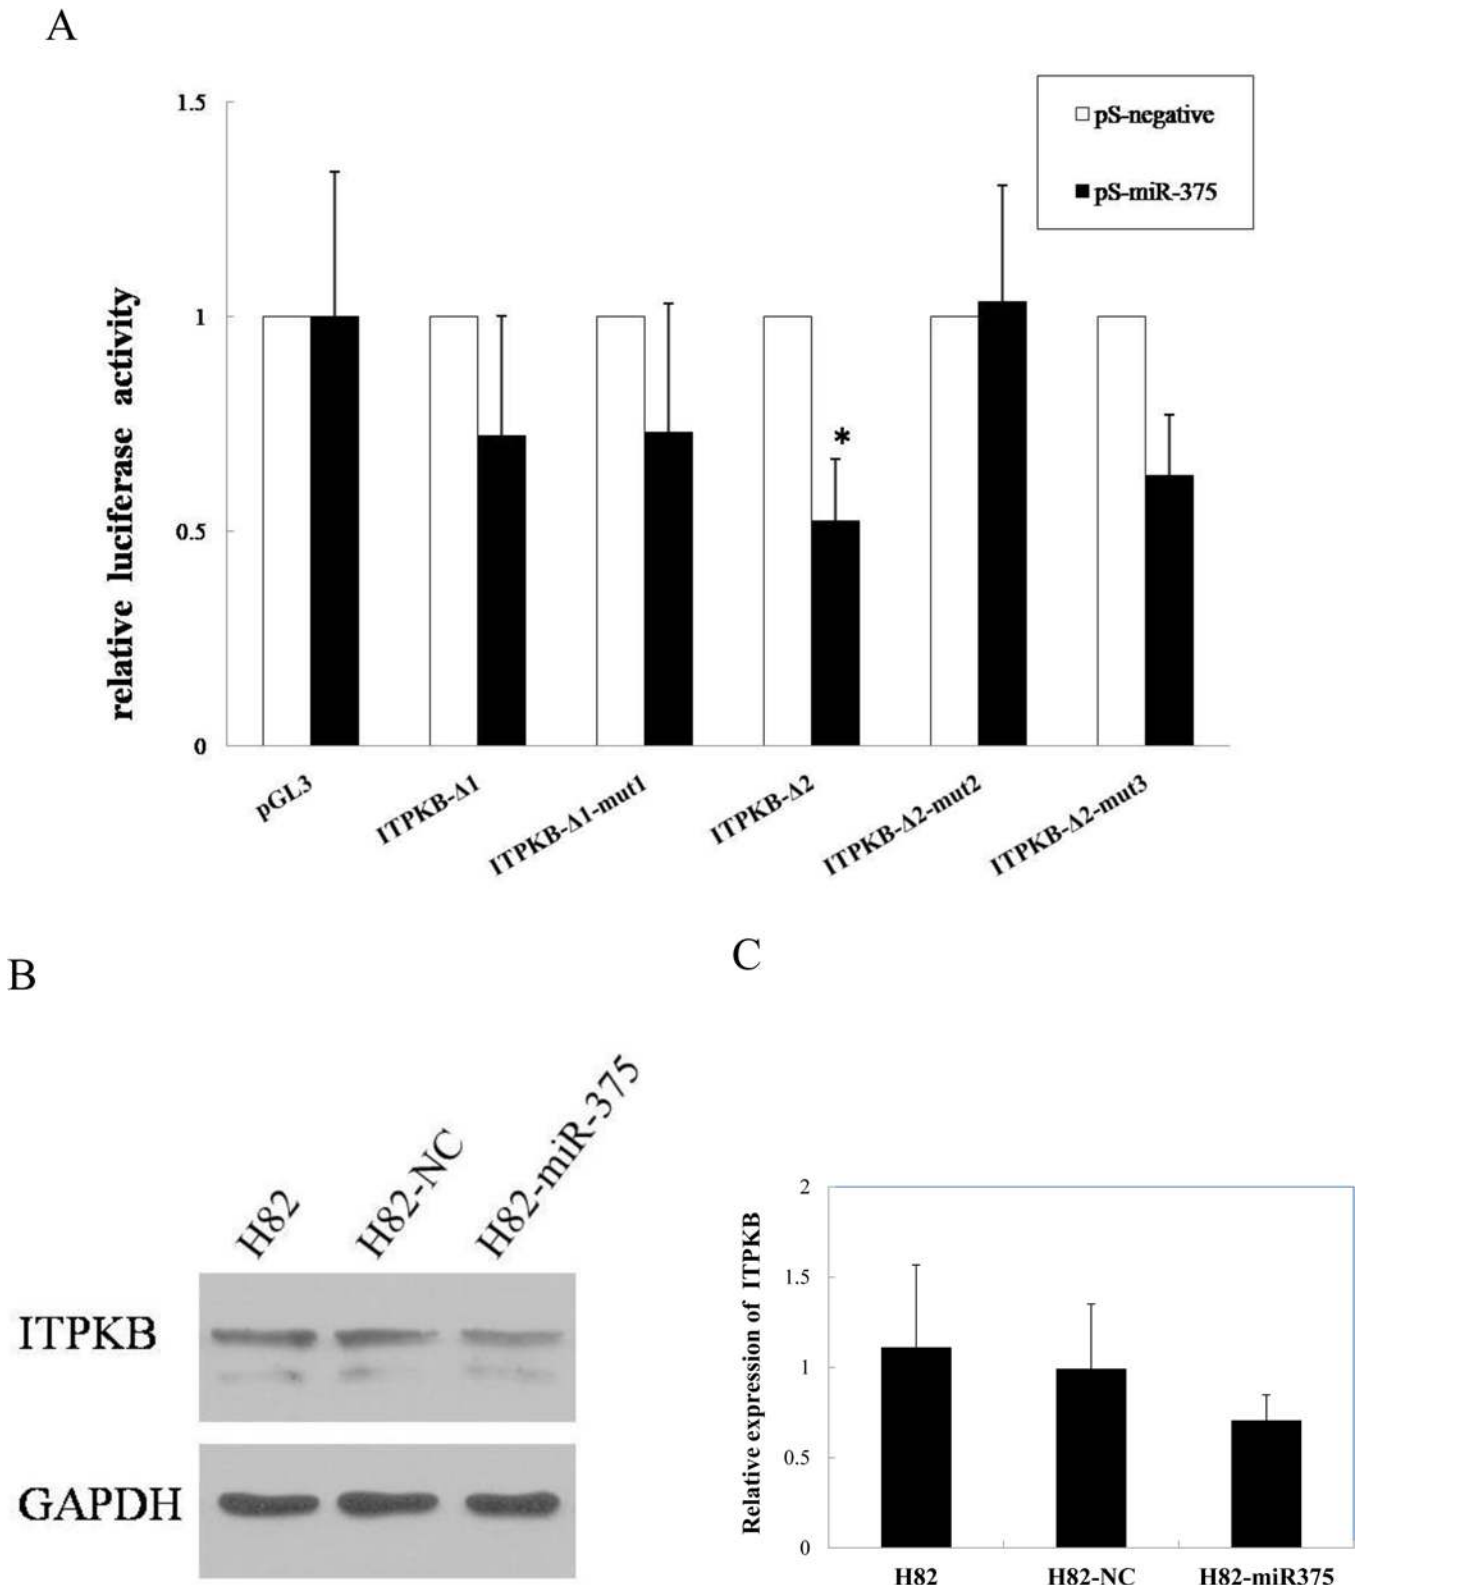 A
1.5
1
0.5
0
relative luciferase activity
pS-negative
pS-miR-375
pGL3
ITPKB-Δ1
ITPKB-Δ1-mut1
ITPKB-Δ2
*
ITPKB-Δ2-mut2
ITPKB-Δ2-mut3
B
H82
H82-NC
H82-miR-375
ITPKB
GAPDH
C
2
1.5
1
0.5
0
Relative expression of ITPKB
H82
H82-NC
H82-miR375